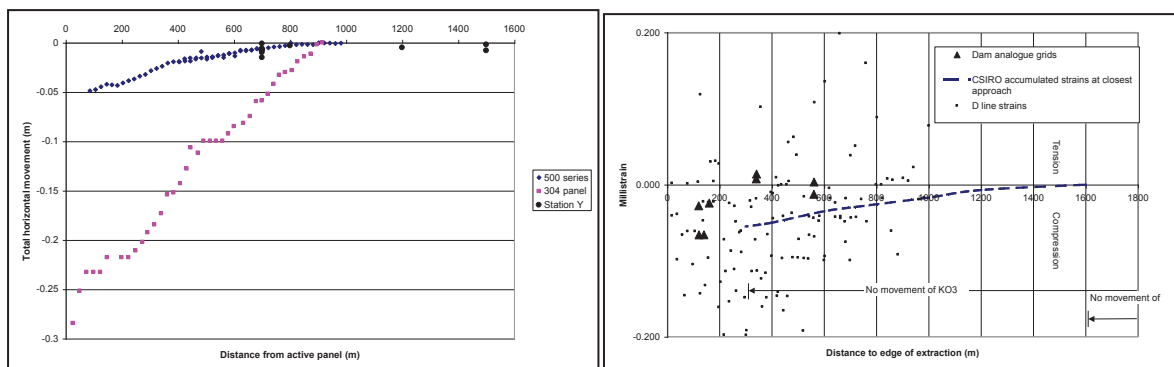 0 200 400 600 800 1000 1200 1400 1600
0
-0.05
-0.1
-0.15
-0.2
-0.25
-0.3
Total horizontal movement (m)
Distance from active panel (m)
500 series
304 panel
Station Y
0.200
0.000
-0.200
Millistrain
0 200 400 600 800 1000 1200 1400 1600 1800
Dam analogue grids
CSIRO accumulated strains at closest
approach
D line strains
Tension
Compression
No movement of KO3
No movement of
Distance to edge of extraction (m)